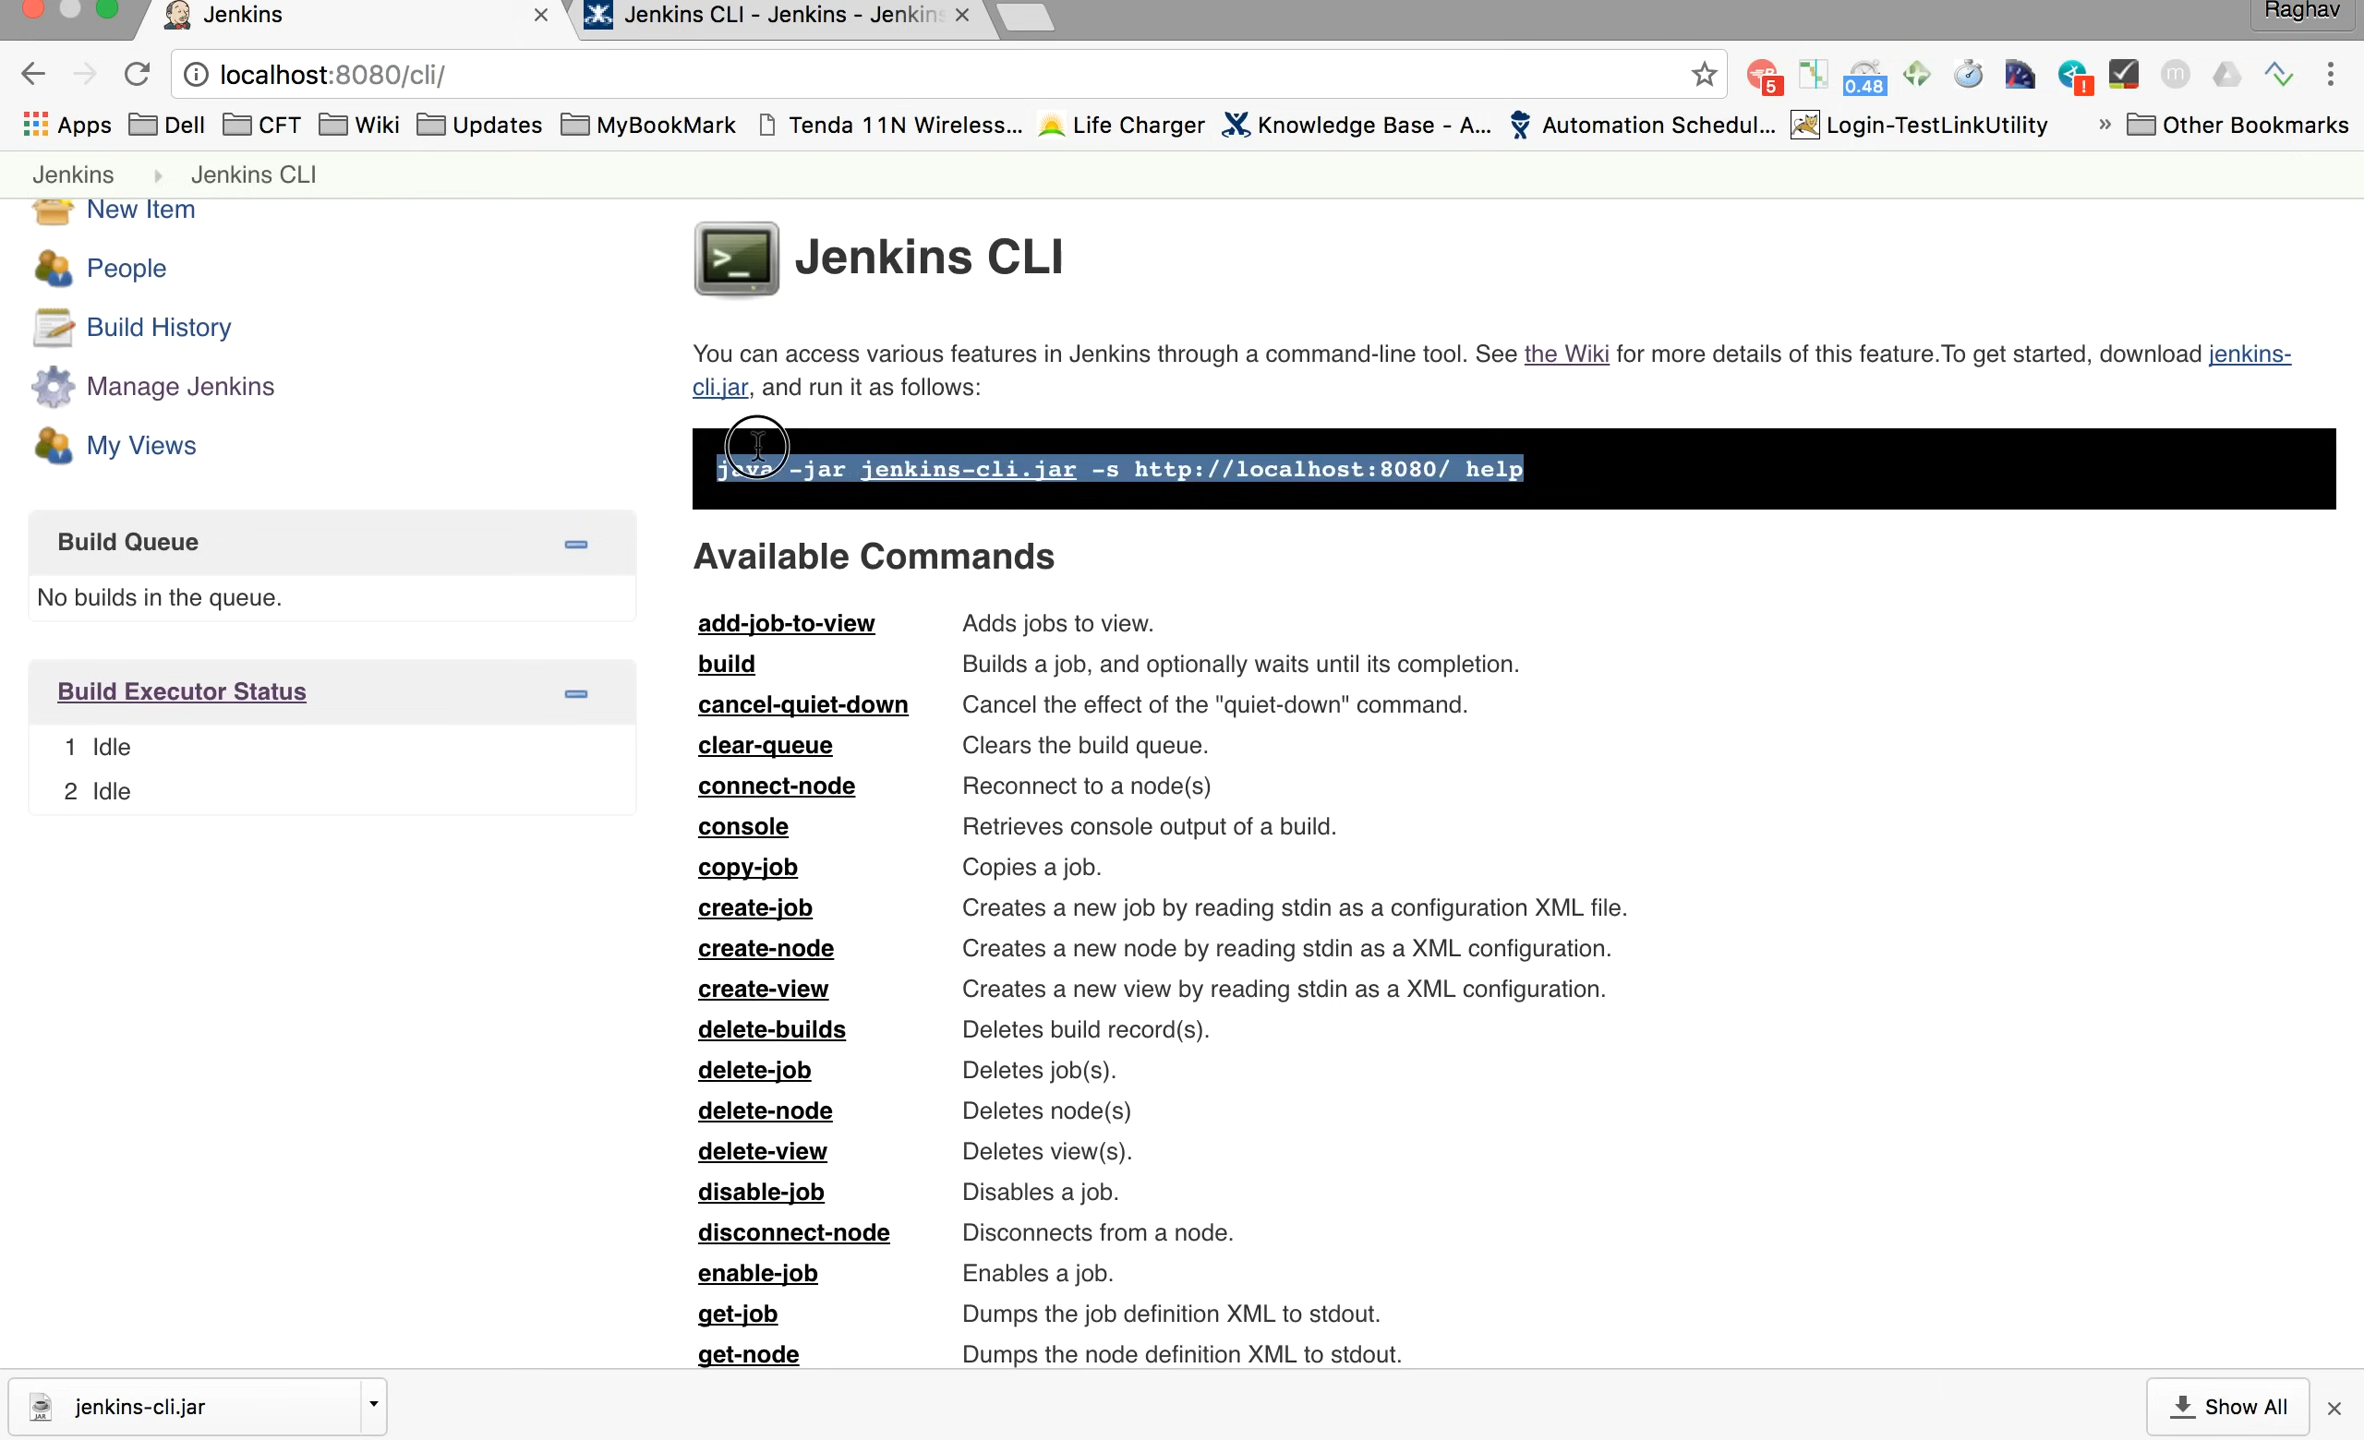 Jenkins
Jenkins CLI - Jenkins - Jenkins
Raghav
localhost:8080/cli/
5
0.48
!
m
Apps Dell CFT Wiki Updates MyBookMark Tenda 11N Wireless... Life Charger Knowledge Base - A... Automation Schedul... Login-TestLinkUtility » Other Bookmarks
Jenkins Jenkins CLI
New Item
People
Build History
Manage Jenkins
My Views
Build Queue
No builds in the queue.
Build Executor Status
1 Idle
2 Idle
Jenkins CLI
You can access various features in Jenkins through a command-line tool. See the Wiki for more details of this feature.To get started, download jenkins-
cli.jar, and run it as follows:
java -jar jenkins-cli.jar -s http://localhost:8080/ help
Available Commands
add-job-to-view Adds jobs to view.
build Builds a job, and optionally waits until its completion.
cancel-quiet-down Cancel the effect of the "quiet-down" command.
clear-queue Clears the build queue.
connect-node Reconnect to a node(s)
console Retrieves console output of a build.
copy-job Copies a job.
create-job Creates a new job by reading stdin as a configuration XML file.
create-node Creates a new node by reading stdin as a XML configuration.
create-view Creates a new view by reading stdin as a XML configuration.
delete-builds Deletes build record(s).
delete-job Deletes job(s).
delete-node Deletes node(s)
delete-view Deletes view(s).
disable-job Disables a job.
disconnect-node Disconnects from a node.
enable-job Enables a job.
get-job Dumps the job definition XML to stdout.
get-node Dumps the node definition XML to stdout.
JAR
jenkins-cli.jar
Show All